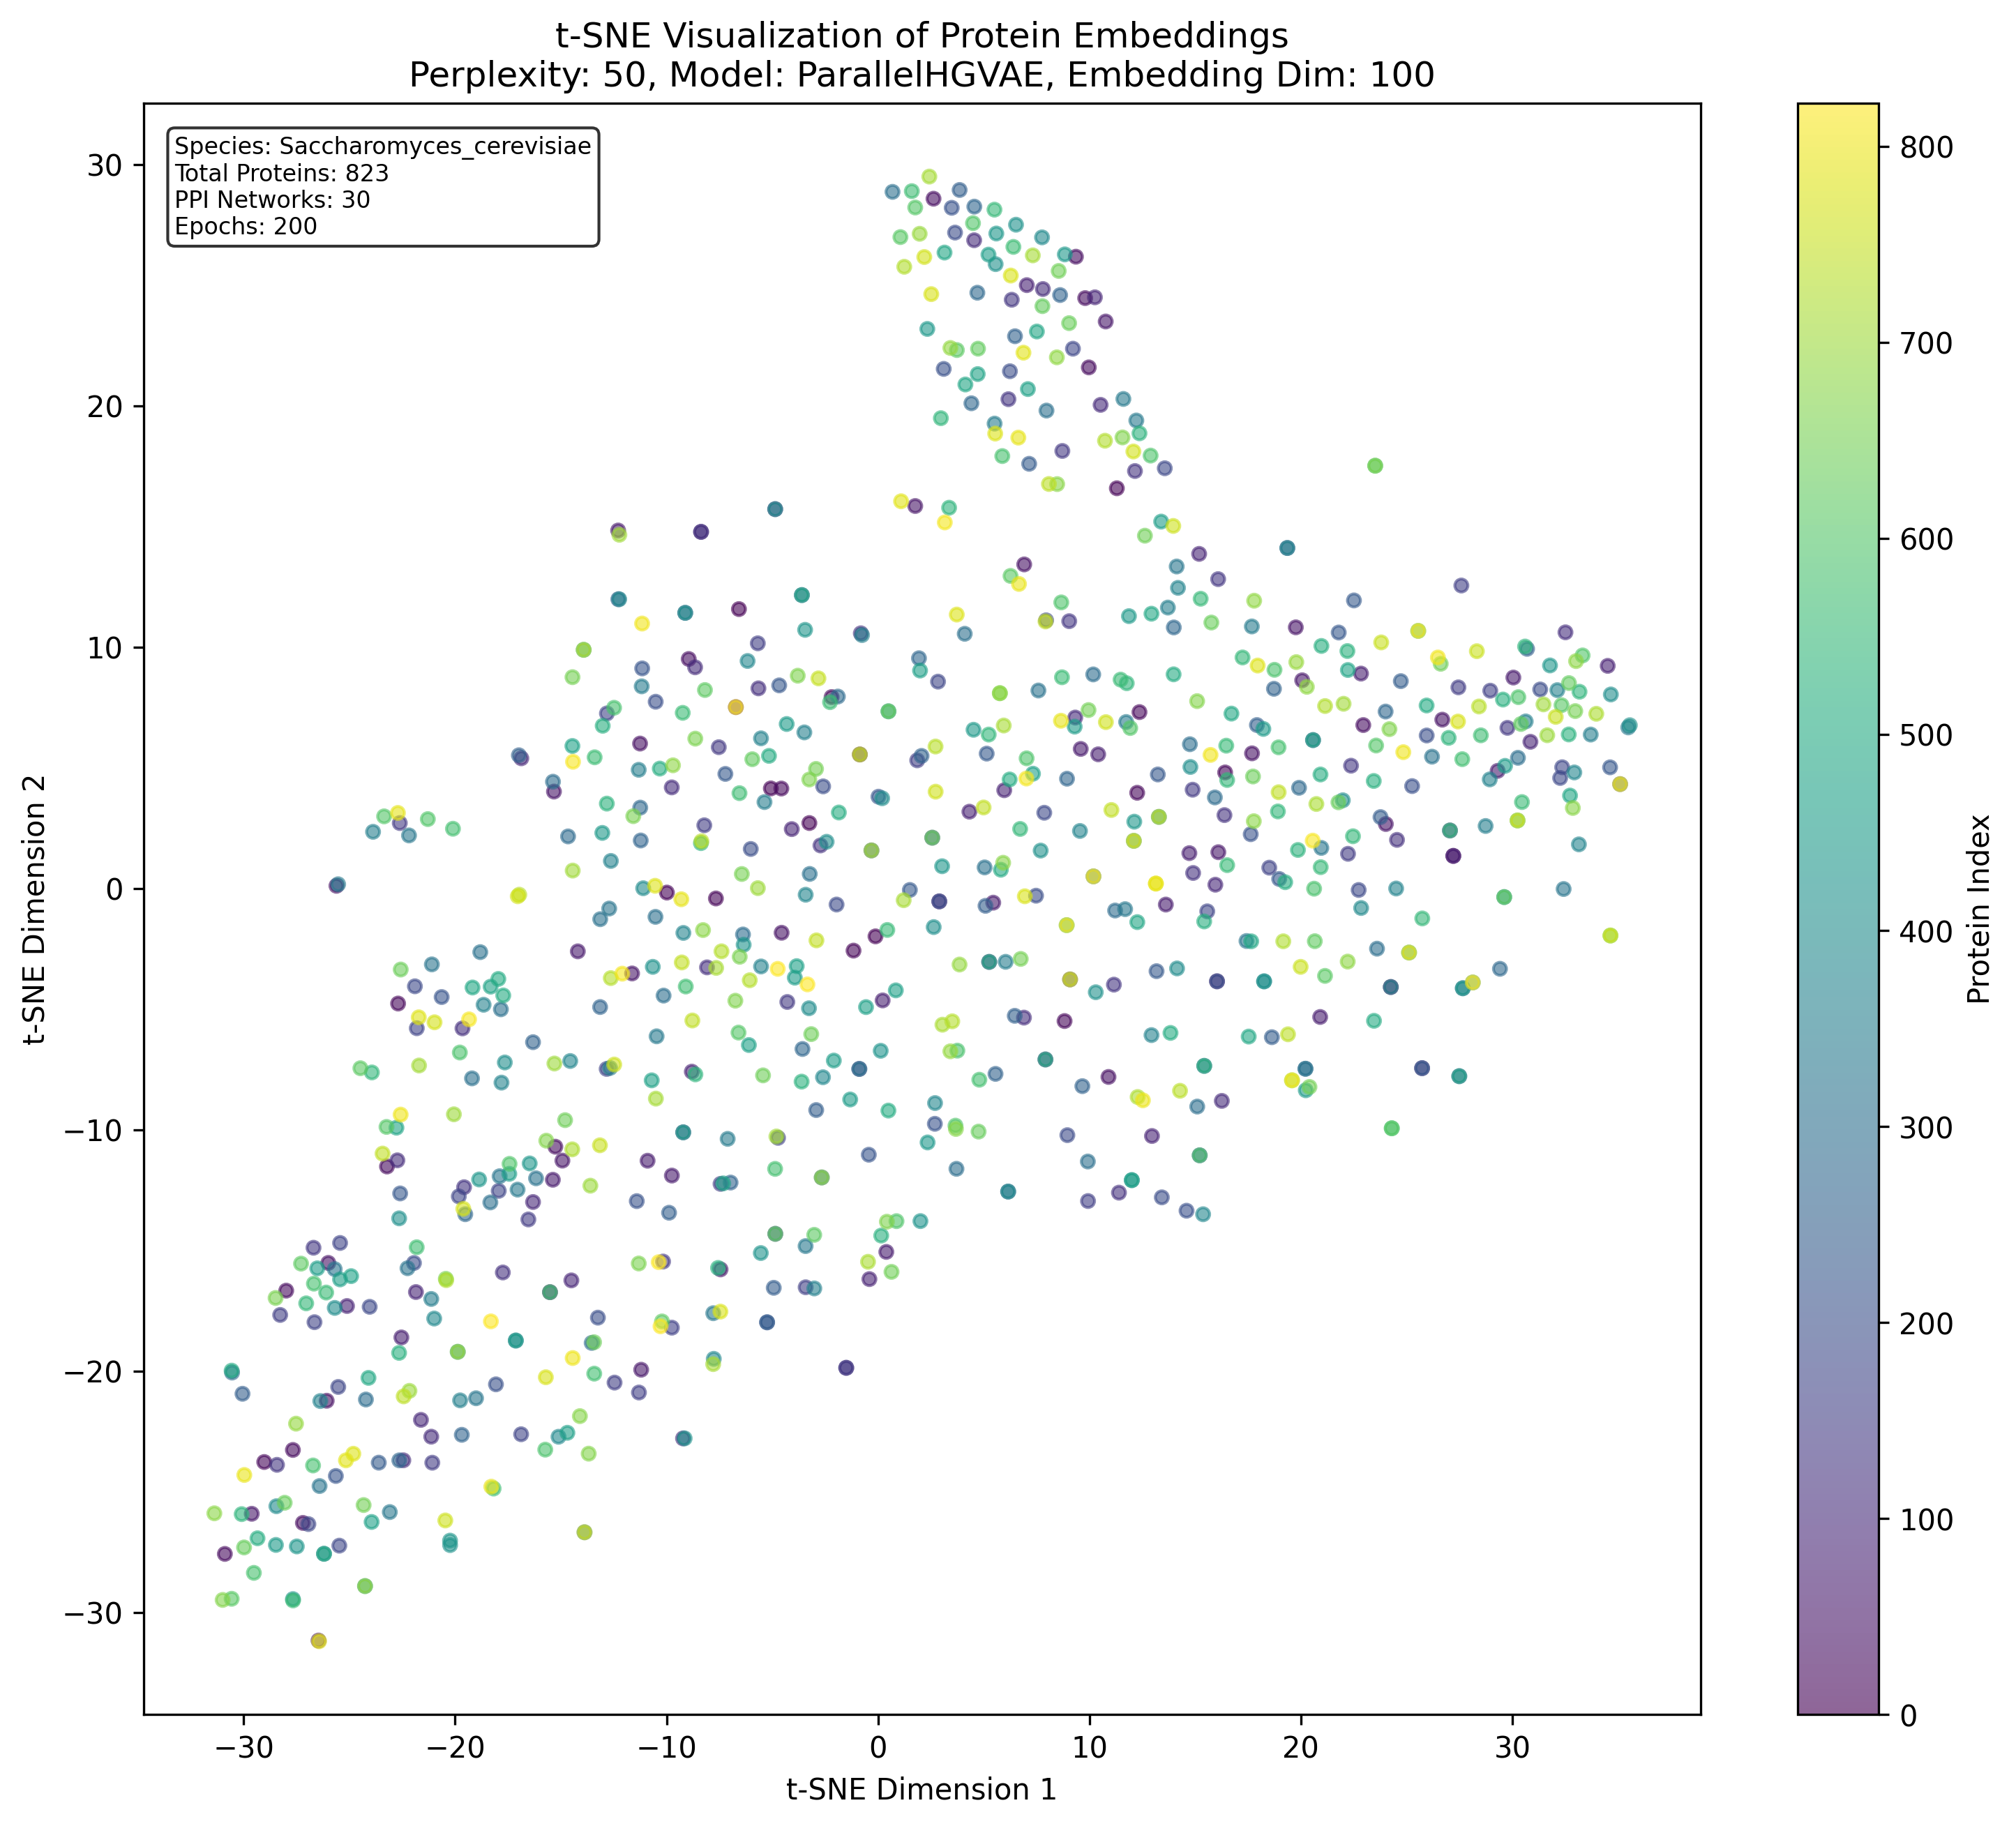 t-SNE Visualization of Protein Embeddings
Perplexity: 50, Model: ParallelHGVAE, Embedding Dim: 100
Species: Saccharomyces_cerevisiae
Total Proteins: 823
PPI Networks: 30
Epochs: 200
30
20
10
0
−10
−20
−30
t-SNE Dimension 2
−30
−20
−10
0
10
20
30
t-SNE Dimension 1
800
700
600
500
400
300
200
100
0
Protein Index